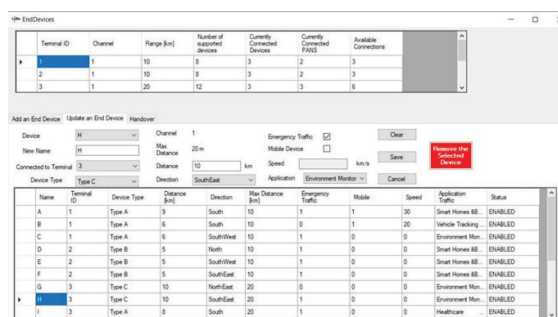 EndDevices
Terminal ID Channel Range [km] Number of supported devices Currently Connected Devices Currently Connected PANS Available Connections
1 1 10 8 3 2 3
2 1 10 8 3 2 3
3 1 20 12 3 3 6
Add an End Device Update an End Device Handover
Device H Channel 1 Emergency Traffic Clear
New Name H Max Distance 20 m Mobile Device Save Remove the Selected Device
Connected to Terminal 3 Distance 10 km Speed km/s
Device Type Type C Direction SouthEast Application Environment Monitor Cancel
Name Terminal ID Device Type Distance [km] Direction Max Distance [km] Emergency Traffic Mobile Speed Application Traffic Status
A 1 Type A 9 South 10 1 1 30 Smart Homes &B... ENABLED
B 1 Type A 6 South 10 0 1 20 Vehicle Tracking ... ENABLED
C 1 Type A 6 SouthWest 10 1 0 0 Environment Mon... ENABLED
D 2 Type B 5 North 10 1 0 0 Smart Homes &B... ENABLED
E 2 Type B 5 SouthWest 10 1 0 0 Smart Homes &B... ENABLED
F 2 Type B 5 SouthEast 10 1 0 0 Smart Homes &B... ENABLED
G 3 Type C 10 NorthEast 20 0 0 0 Environment Mon... ENABLED
H 3 Type C 10 SouthEast 20 1 0 0 Environment Mon... ENABLED
I 3 Type A 8 South 20 1 0 0 Healthcare ... ENABLED